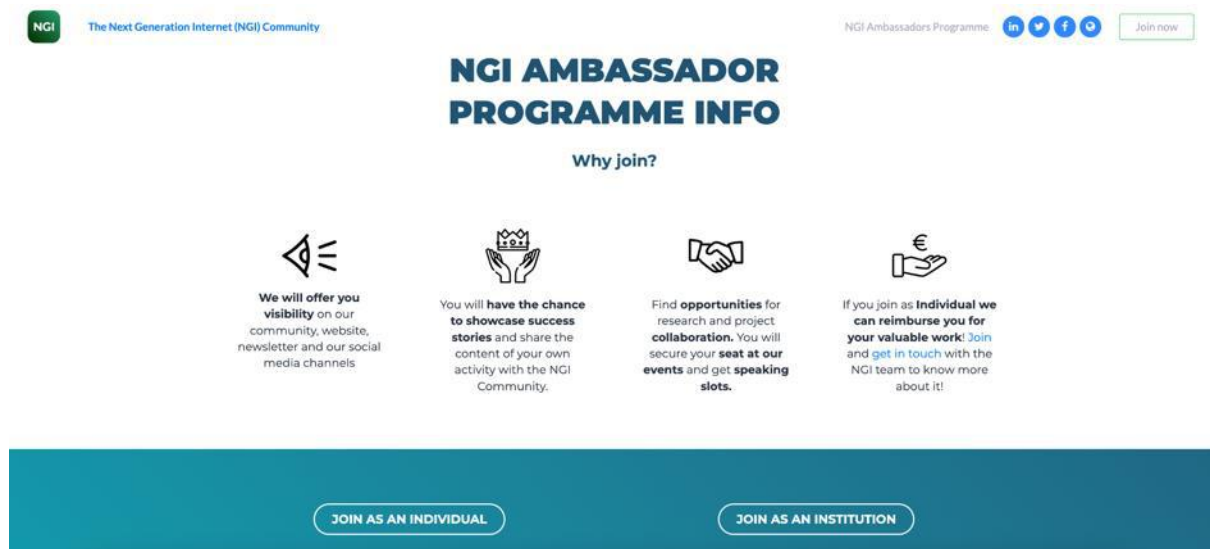 NGI
The Next Generation Internet (NGI) Community
NGI Ambassadors Programme
Join now
NGI AMBASSADOR
PROGRAMME INFO
Why join?
We will offer you
visibility on our
community, website,
newsletter and our social
media channels
You will have the chance
to showcase success
stories and share the
content of your own
activity with the NGI
Community.
Find opportunities for
research and project
collaboration. You will
secure your seat at our
events and get speaking
slots.
€
If you join as Individual we
can reimburse you for
your valuable work! Join
and get in touch with the
NGI team to know more
about it!
JOIN AS AN INDIVIDUAL
JOIN AS AN INSTITUTION